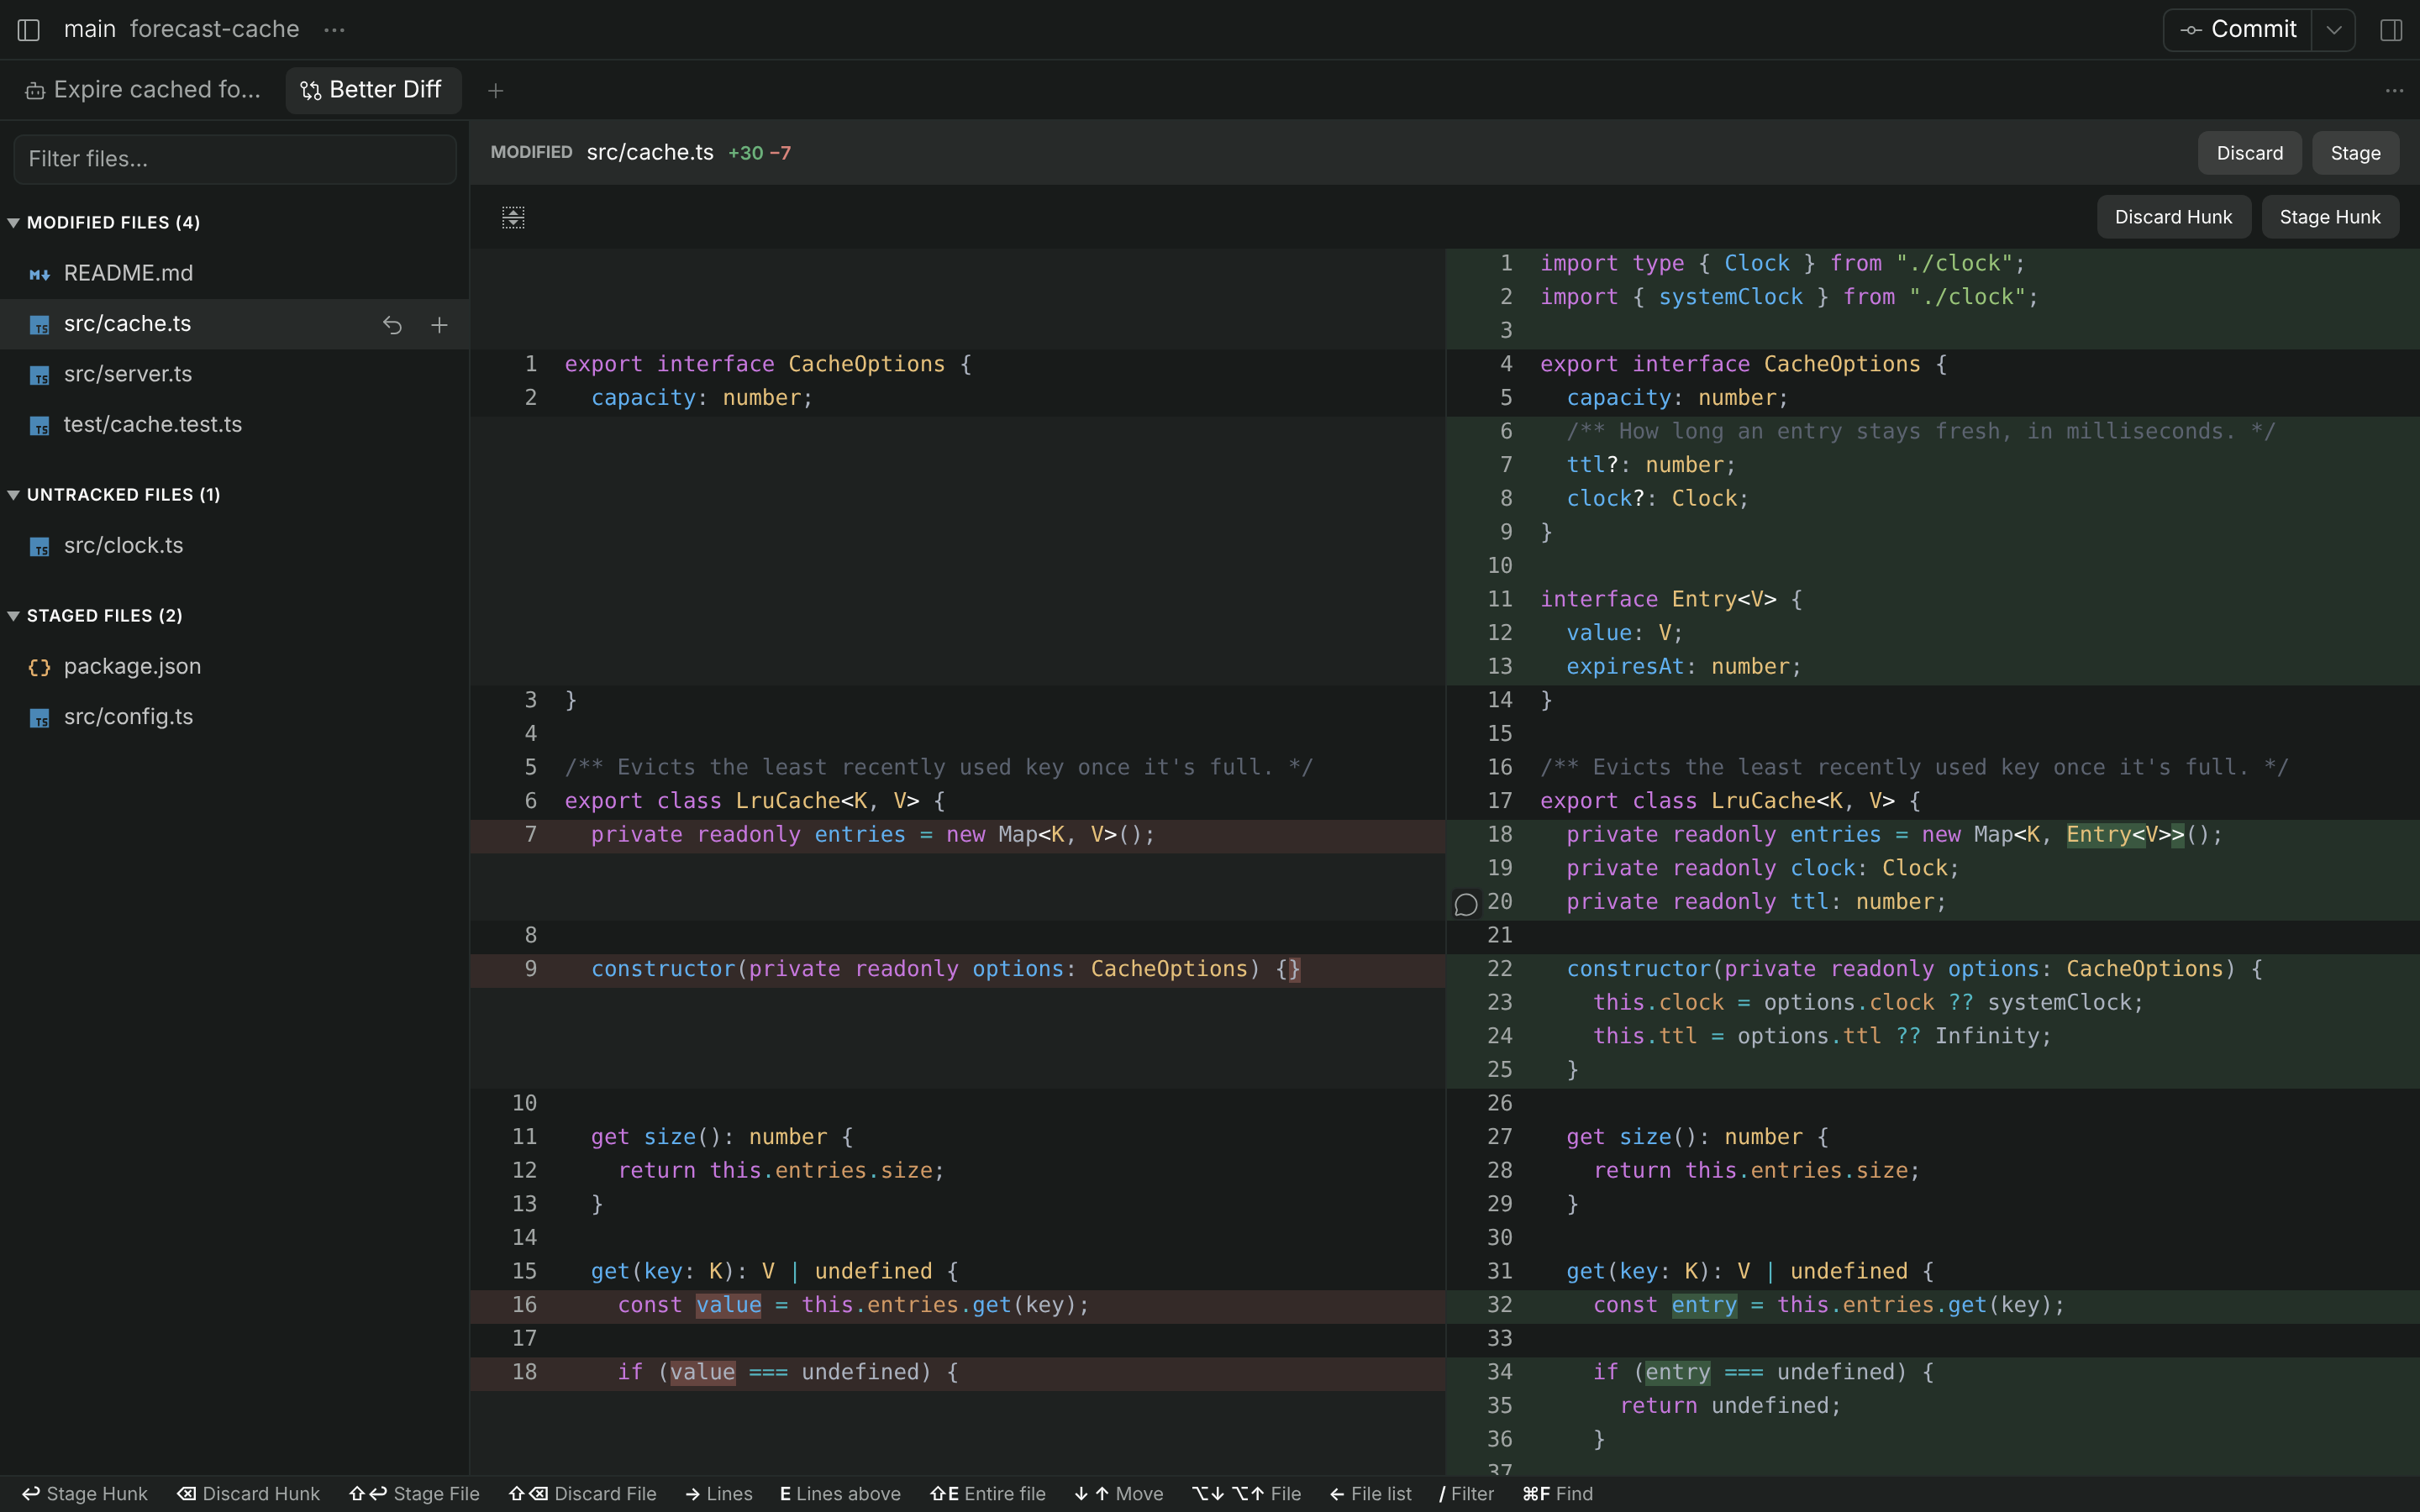 main forecast-cache ···
Commit
Expire cached fo...
Better Diff
Filter files...
MODIFIED FILES (4)
README.md
src/cache.ts
src/server.ts
test/cache.test.ts
UNTRACKED FILES (1)
src/clock.ts
STAGED FILES (2)
package.json
src/config.ts
MODIFIED src/cache.ts +30 −7
Discard
Stage
Discard Hunk
Stage Hunk
1 export interface CacheOptions {
2 capacity: number;
3 }
4
5 /** Evicts the least recently used key once it's full. */
6 export class LruCache<K, V> {
7 private readonly entries = new Map<K, V>();
8
9 constructor(private readonly options: CacheOptions) {}
10
11 get size(): number {
12 return this.entries.size;
13 }
14
15 get(key: K): V | undefined {
16 const value = this.entries.get(key);
17
18 if (value === undefined) {
1 import type { Clock } from "./clock";
2 import { systemClock } from "./clock";
3
4 export interface CacheOptions {
5 capacity: number;
6 /** How long an entry stays fresh, in milliseconds. */
7 ttl?: number;
8 clock?: Clock;
9 }
10
11 interface Entry<V> {
12 value: V;
13 expiresAt: number;
14 }
15
16 /** Evicts the least recently used key once it's full. */
17 export class LruCache<K, V> {
18 private readonly entries = new Map<K, Entry<V>>();
19 private readonly clock: Clock;
20 private readonly ttl: number;
21
22 constructor(private readonly options: CacheOptions) {
23 this.clock = options.clock ?? systemClock;
24 this.ttl = options.ttl ?? Infinity;
25 }
26
27 get size(): number {
28 return this.entries.size;
29 }
30
31 get(key: K): V | undefined {
32 const entry = this.entries.get(key);
33
34 if (entry === undefined) {
35 return undefined;
36 }
37
↩ Stage Hunk ⌫ Discard Hunk ⇧↩ Stage File ⇧⌫ Discard File → Lines E Lines above ⇧E Entire file ↓ ↑ Move ⌥↓ ⌥↑ File ← File list / Filter ⌘F Find